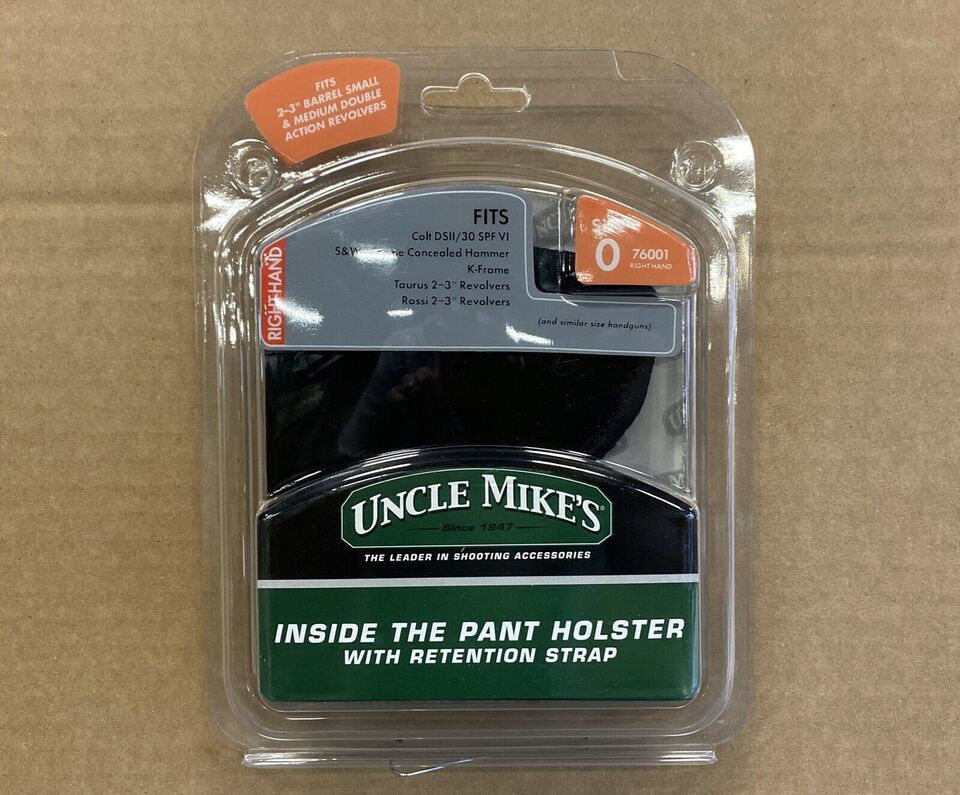 FITS
2-3" BARREL SMALL
& MEDIUM DOUBLE
ACTION REVOLVERS
FITS
Colt DSII/30 SPF VI
S&W Concealed Hammer
K-Frame
Taurus 2-3" Revolvers
Rossi 2-3" Revolvers
(and similar size handguns)
RIGHT HAND
0
76001
RIGHT HAND
UNCLE MIKE'S®
Since 1947
THE LEADER IN SHOOTING ACCESSORIES
INSIDE THE PANT HOLSTER
WITH RETENTION STRAP